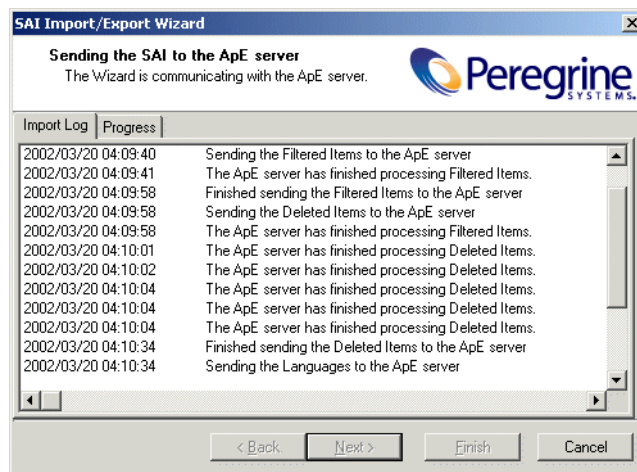 SAI Import/Export Wizard
Sending the SAI to the ApE server
The Wizard is communicating with the ApE server.
Peregrine
SYSTEMS
Import Log Progress
2002/03/20 04:09:40 Sending the Filtered Items to the ApE server
2002/03/20 04:09:41 The ApE server has finished processing Filtered Items.
2002/03/20 04:09:58 Finished sending the Filtered Items to the ApE server
2002/03/20 04:09:58 Sending the Deleted Items to the ApE server
2002/03/20 04:09:58 The ApE server has finished processing Filtered Items.
2002/03/20 04:10:01 The ApE server has finished processing Deleted Items.
2002/03/20 04:10:02 The ApE server has finished processing Deleted Items.
2002/03/20 04:10:04 The ApE server has finished processing Deleted Items.
2002/03/20 04:10:04 The ApE server has finished processing Deleted Items.
2002/03/20 04:10:04 The ApE server has finished processing Deleted Items.
2002/03/20 04:10:34 Finished sending the Deleted Items to the ApE server
2002/03/20 04:10:34 Sending the Languages to the ApE server
< Back Next > Finish Cancel